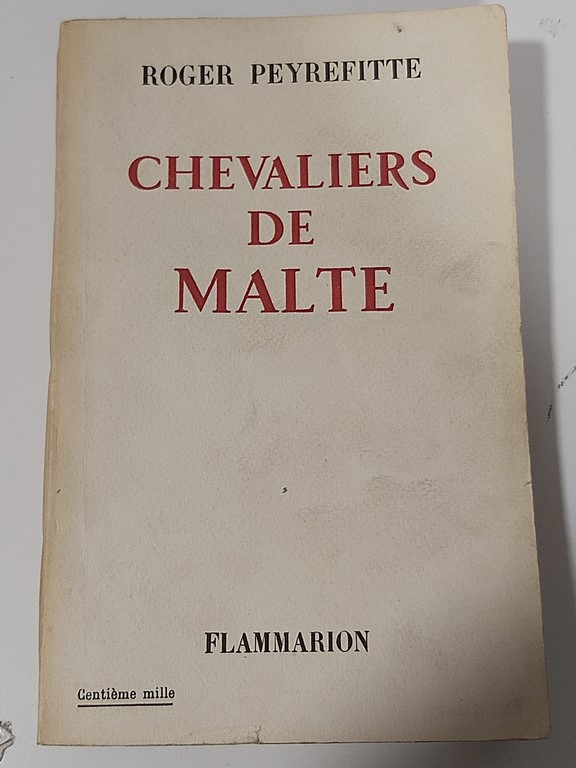 ROGER PEYREFITTE
CHEVALIERS
DE
MALTE
FLAMMARION
Centième mille